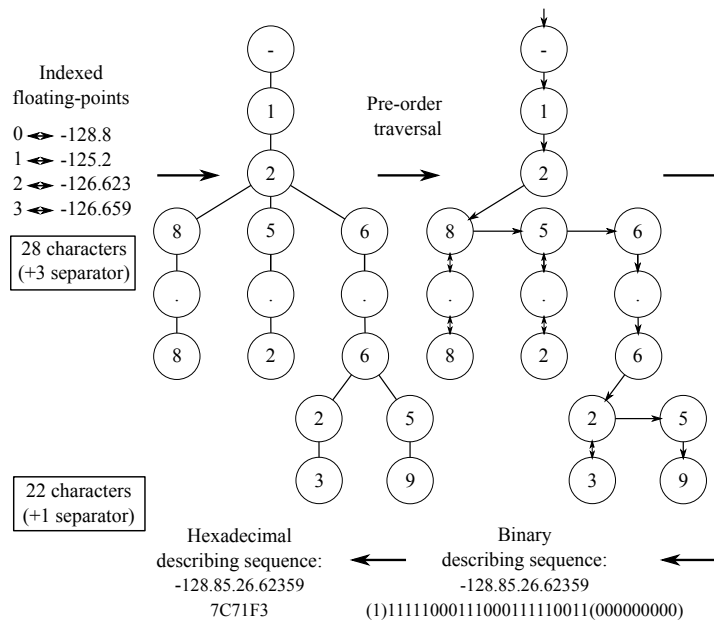 Indexed
floating-points
0 ◄► -128.8
1 ◄► -125.2
2 ◄► -126.623
3 ◄► -126.659
28 characters
(+3 separator)
-
1
2
8 5 6
. . .
8 2 6
2 5
3 9
Pre-order
traversal
-
1
2
8 5 6
. . .
8 2 6
2 5
3 9
22 characters
(+1 separator)
Hexadecimal
describing sequence:
-128.85.26.62359
7C71F3
Binary
describing sequence:
-128.85.26.62359
(1)11111000111000111110011(000000000)